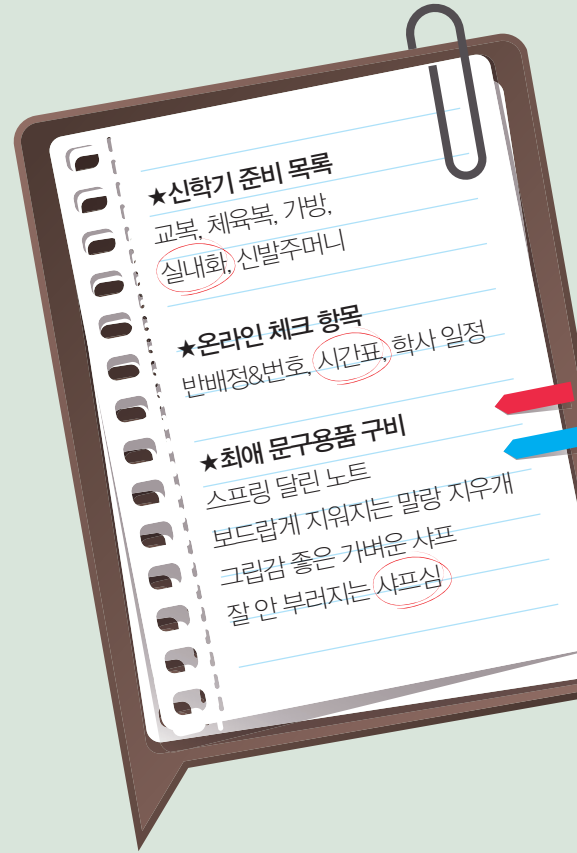 ★신학기 준비 목록
교복, 체육복, 가방,
실내화, 신발주머니
★온라인 체크 항목
반배정&번호, 시간표, 학사 일정
★최애 문구용품 구비
스프링 달린 노트
보드랍게 지워지는 말랑 지우개
그립감 좋은 가벼운 샤프
잘 안 부러지는 샤프심